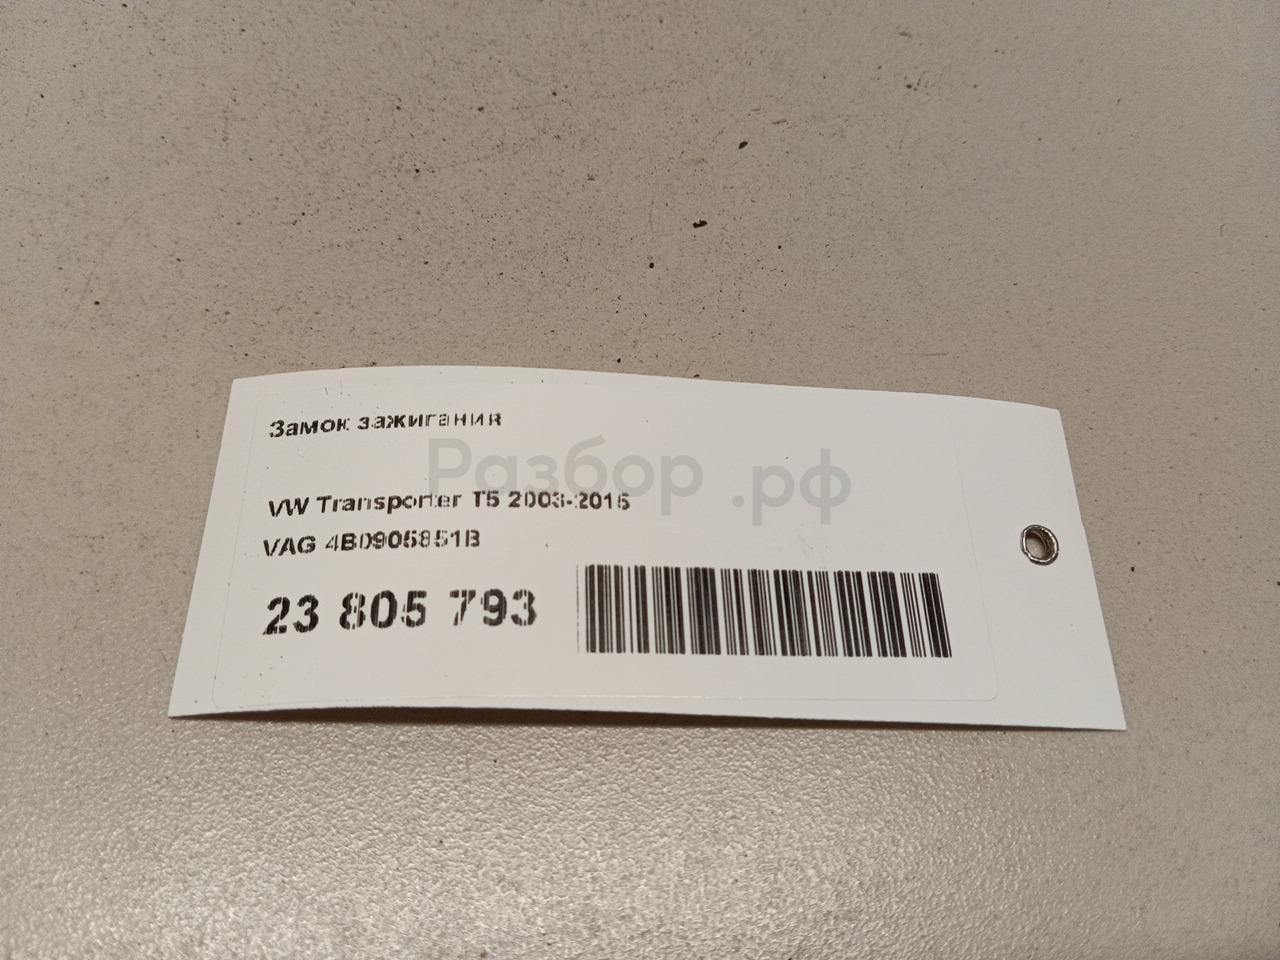 Замок зажигания
Разбор.рф
VW Transporter T5 2003-2015
VAG 4B0905851B
23 805 793